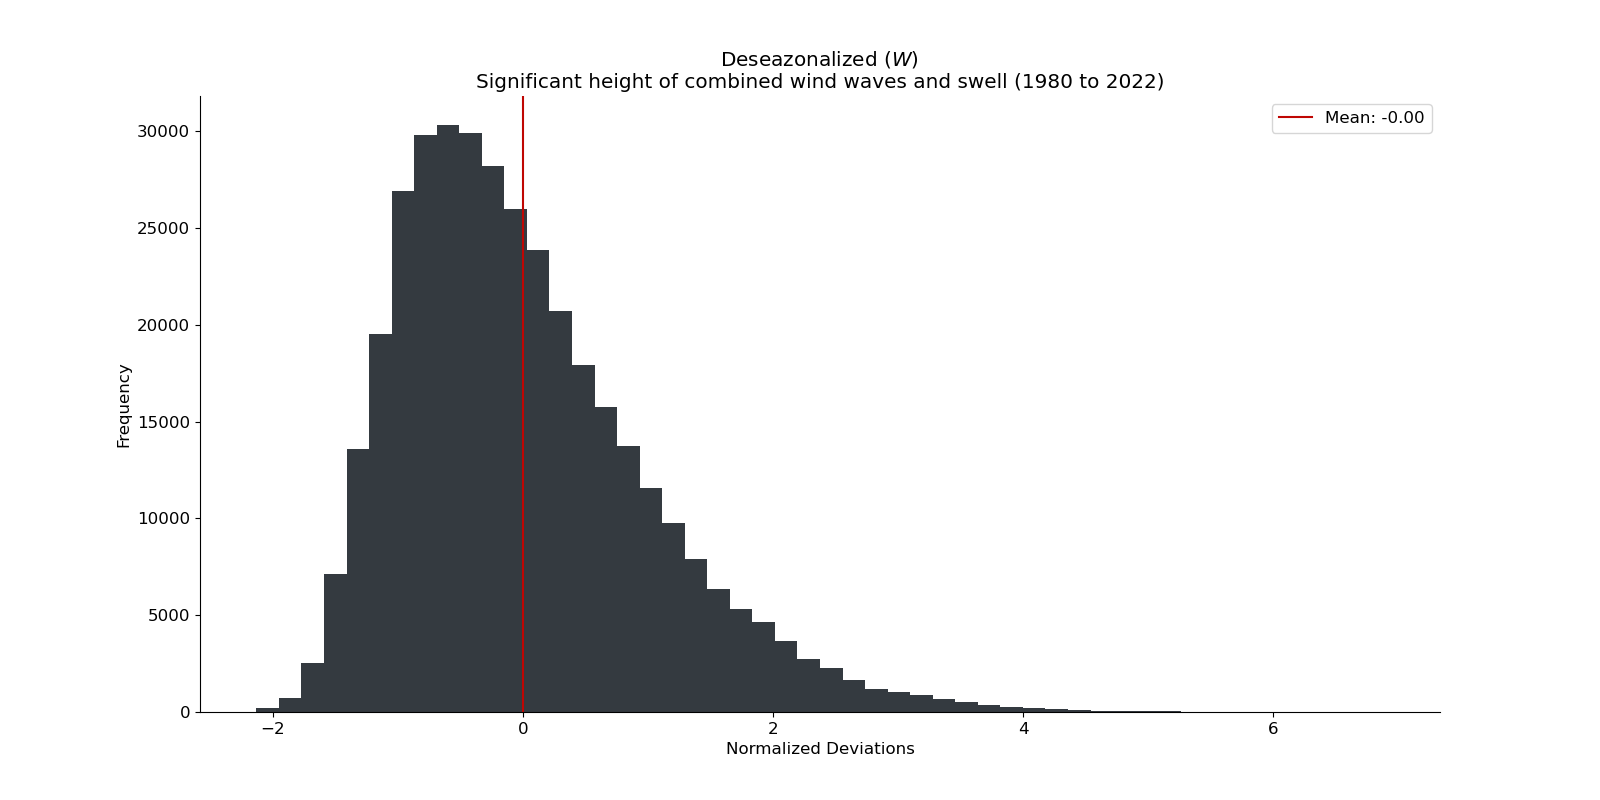 Deseazonalized (W)
Significant height of combined wind waves and swell (1980 to 2022)
Mean: -0.00
30000
25000
20000
15000
10000
5000
0
Frequency
−2
0
2
4
6
Normalized Deviations